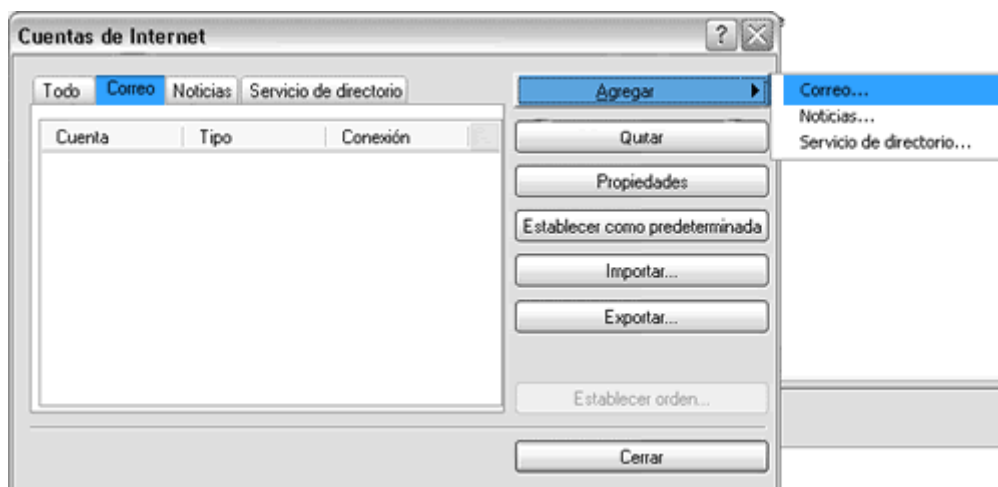 Cuentas de Internet
?
Todo Correo Noticias Servicio de directorio
Cuenta Tipo Conexión
Agregar
Correo...
Noticias...
Servicio de directorio...
Quitar
Propiedades
Establecer como predeterminada
Importar...
Exportar...
Establecer orden...
Cerrar